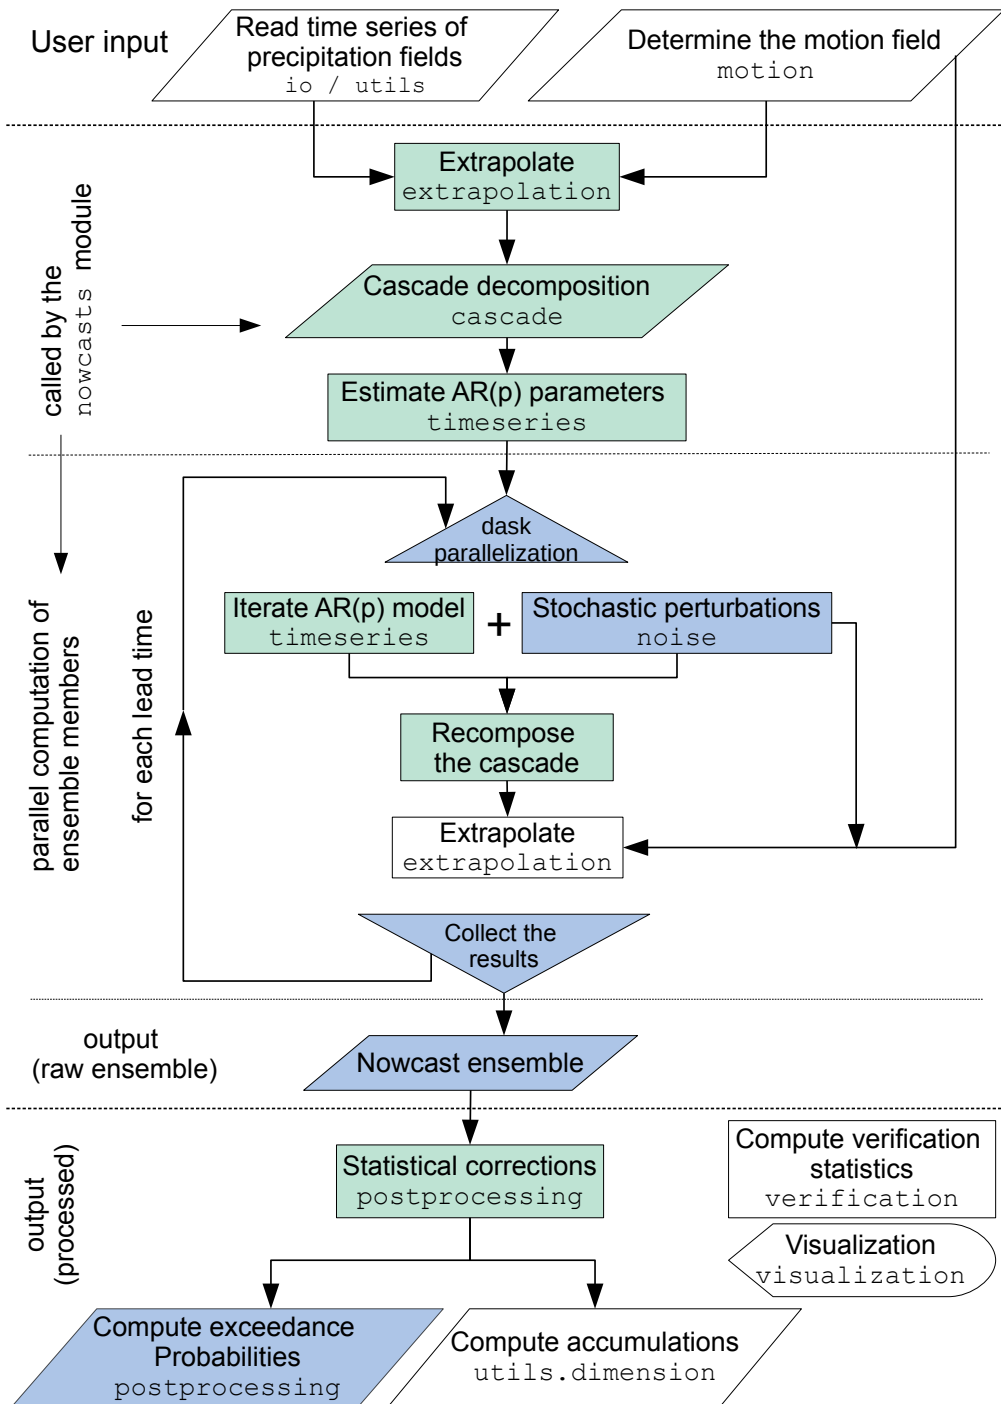 User input
Read time series of
precipitation fields
io / utils
Determine the motion field
motion
Extrapolate
extrapolation
called by the
nowcasts module
Cascade decomposition
cascade
Estimate AR(p) parameters
timeseries
dask
parallelization
parallel computation of
ensemble members
for each lead time
Iterate AR(p) model
timeseries
+
Stochastic perturbations
noise
Recompose
the cascade
Extrapolate
extrapolation
Collect the
results
output
(raw ensemble)
Nowcast ensemble
output
(processed)
Statistical corrections
postprocessing
Compute verification
statistics
verification
Visualization
visualization
Compute exceedance
Probabilities
postprocessing
Compute accumulations
utils.dimension